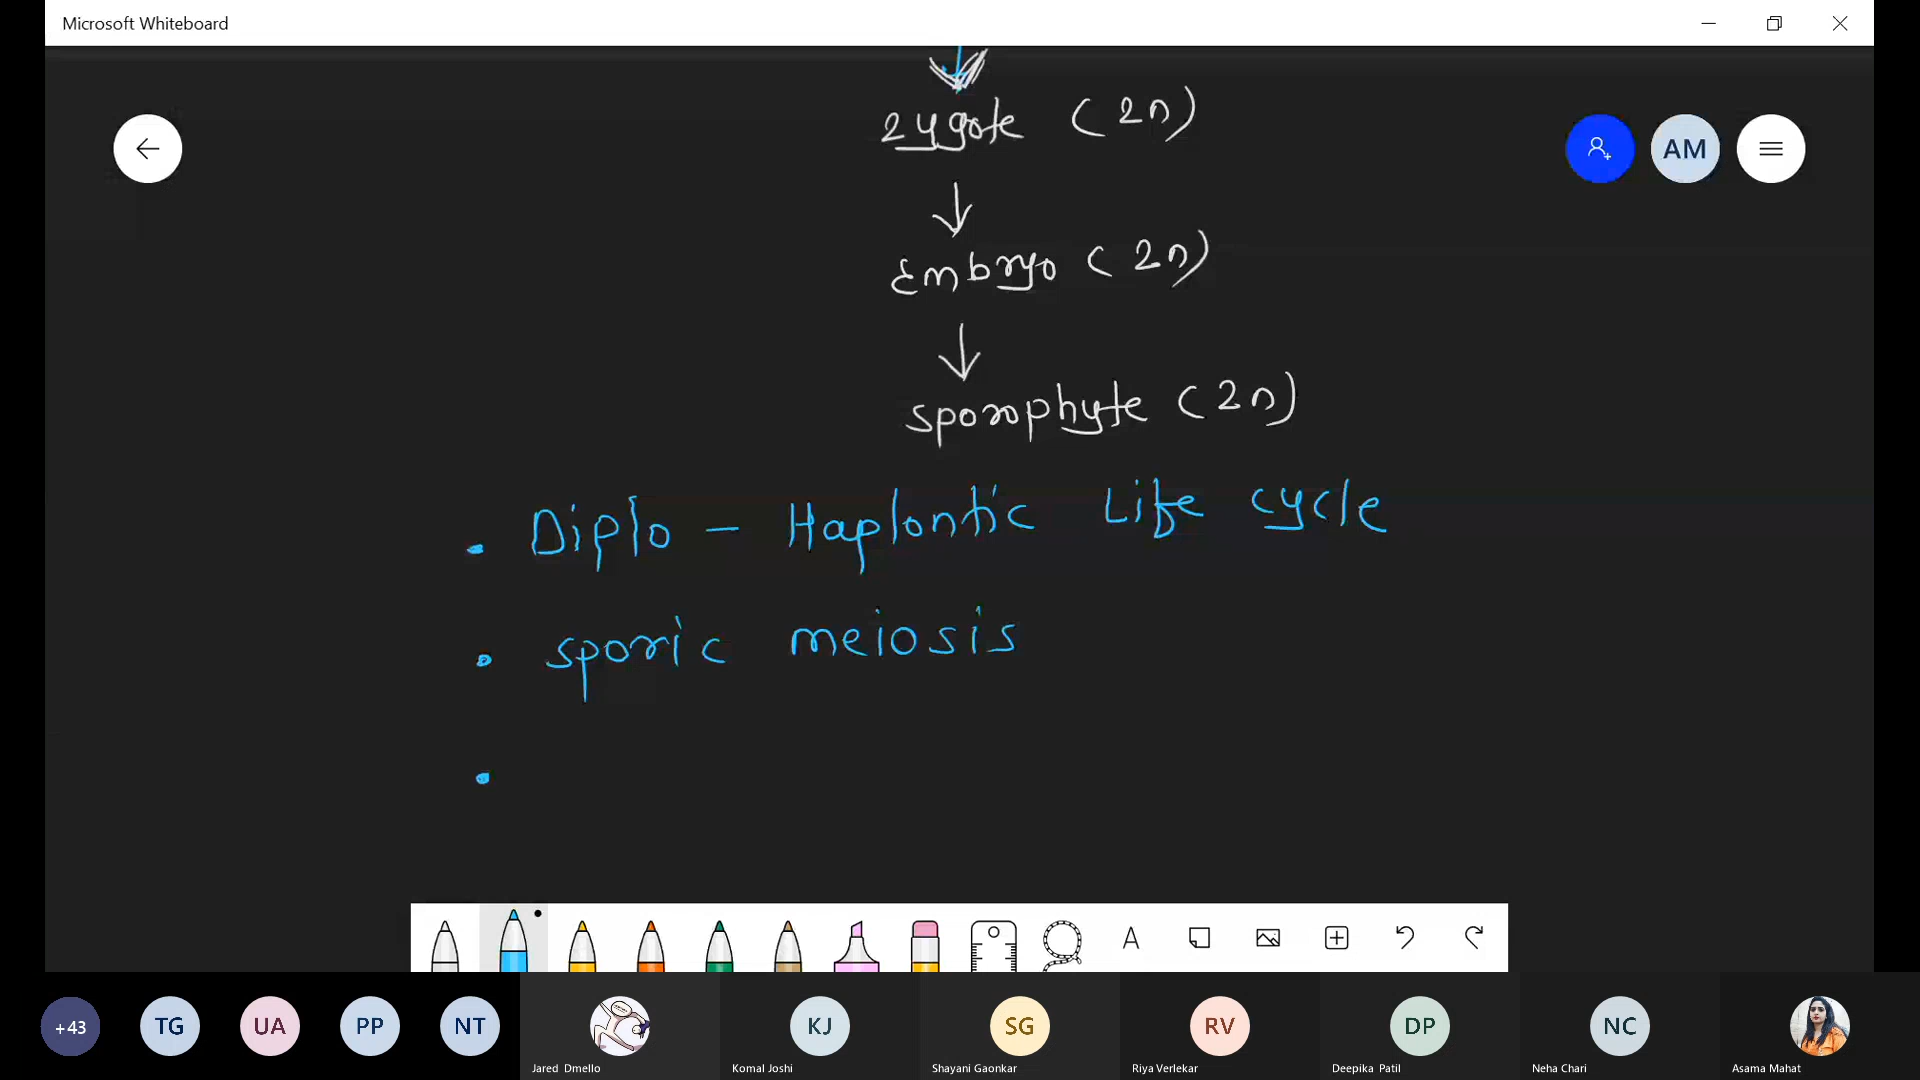 Microsoft Whiteboard
zygote (2n)
Embryo (2n)
sporophyte (2n)
AM
• Diplo - Haplontic Life cycle
• sporic meiosis
•
A
+43
TG
UA
PP
NT
KJ
SG
RV
DP
NC
Jared Dmello
Komal Joshi
Shayani Gaonkar
Riya Verlekar
Deepika Patil
Neha Chari
Asama Mahat